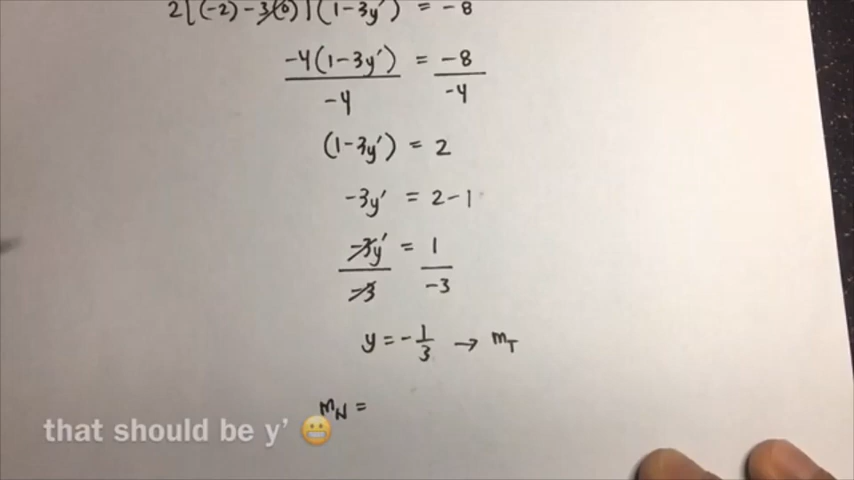 2[(-2)-3(0)](1-3y') = -8
-4(1-3y') = -8
-4 -4
(1-3y') = 2
-3y' = 2-1
-3y' = 1
-3 -3
y = -1/3 → mT
mN =
that should be y' 😬